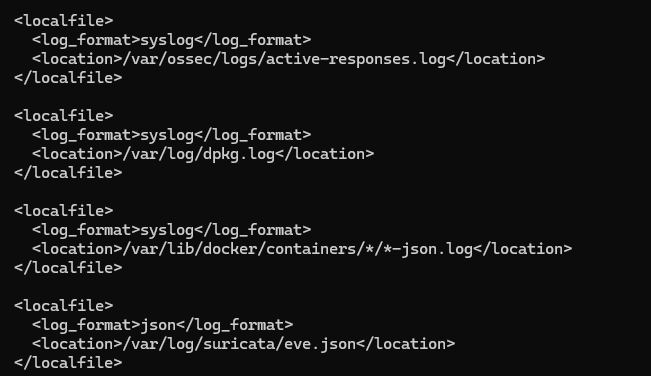 <localfile>
  <log_format>syslog</log_format>
  <location>/var/ossec/logs/active-responses.log</location>
</localfile>

<localfile>
  <log_format>syslog</log_format>
  <location>/var/log/dpkg.log</location>
</localfile>

<localfile>
  <log_format>syslog</log_format>
  <location>/var/lib/docker/containers/*/*-json.log</location>
</localfile>

<localfile>
  <log_format>json</log_format>
  <location>/var/log/suricata/eve.json</location>
</localfile>